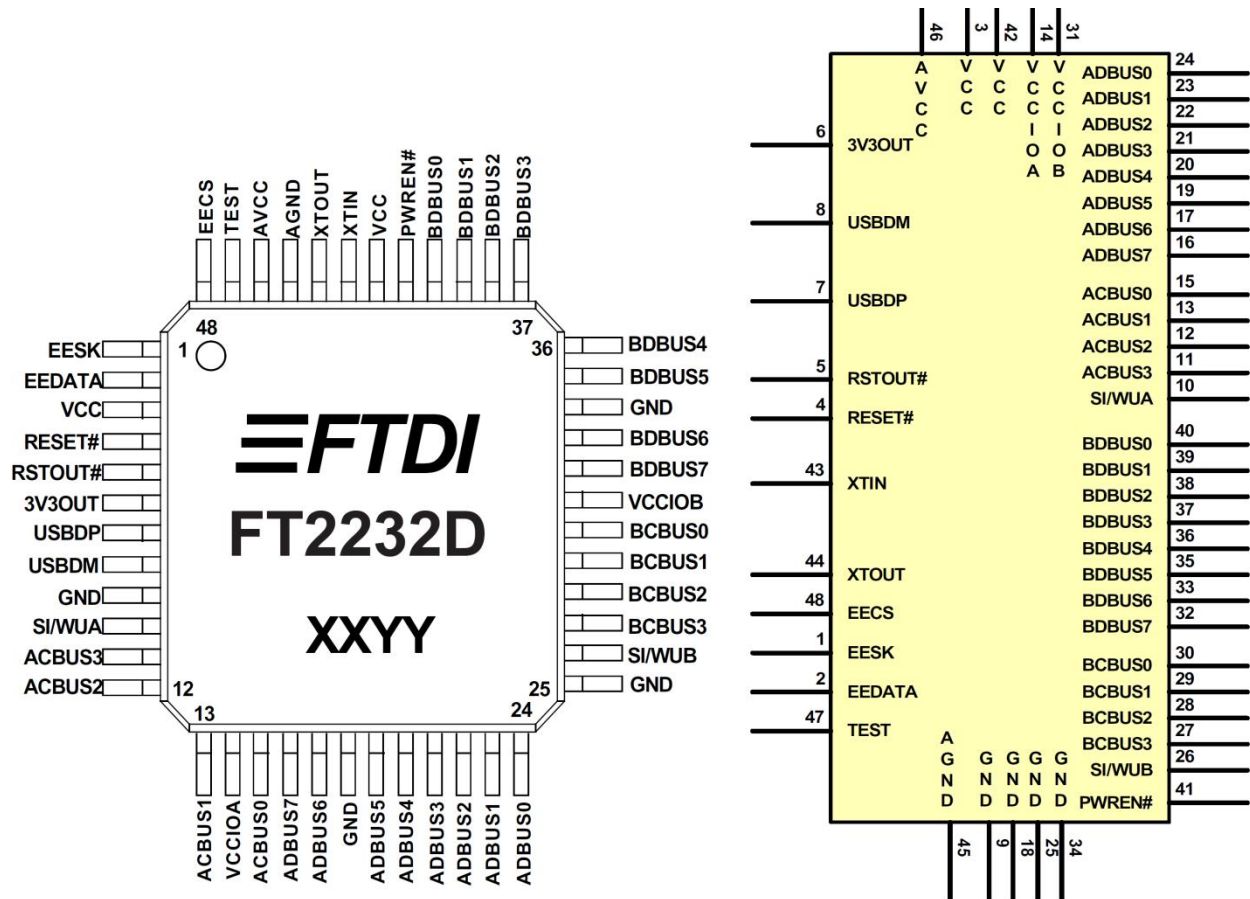 EECS
TEST
AVCC
AGND
XTOUT
XTIN
VCC
PWREN#
BDBUS0
BDBUS1
BDBUS2
BDBUS3
48
37
1
36
EESK
EEDATA
VCC
RESET#
RSTOUT#
3V3OUT
USBDP
USBDM
GND
SI/WUA
ACBUS3
ACBUS2
FTDI
FT2232D
XXYY
BDBUS4
BDBUS5
GND
BDBUS6
BDBUS7
VCCIOB
BCBUS0
BCBUS1
BCBUS2
BCBUS3
SI/WUB
GND
12
25
13
24
ACBUS1
VCCIOA
ACBUS0
ADBUS7
ADBUS6
GND
ADBUS5
ADBUS4
ADBUS3
ADBUS2
ADBUS1
ADBUS0
46
3
42
14
31
AVCC
VCC
VCC
VCCIOA
VCCIOB
6 3V3OUT
8 USBDM
7 USBDP
5 RSTOUT#
4 RESET#
43 XTIN
44 XTOUT
48 EECS
1 EESK
2 EEDATA
47 TEST
ADBUS0 24
ADBUS1 23
ADBUS2 22
ADBUS3 21
ADBUS4 20
ADBUS5 19
ADBUS6 17
ADBUS7 16
ACBUS0 15
ACBUS1 13
ACBUS2 12
ACBUS3 11
SI/WUA 10
BDBUS0 40
BDBUS1 39
BDBUS2 38
BDBUS3 37
BDBUS4 36
BDBUS5 35
BDBUS6 33
BDBUS7 32
BCBUS0 30
BCBUS1 29
BCBUS2 28
BCBUS3 27
SI/WUB 26
PWREN# 41
AGND
GND
GND
GND
GND
45
9
18
25
34